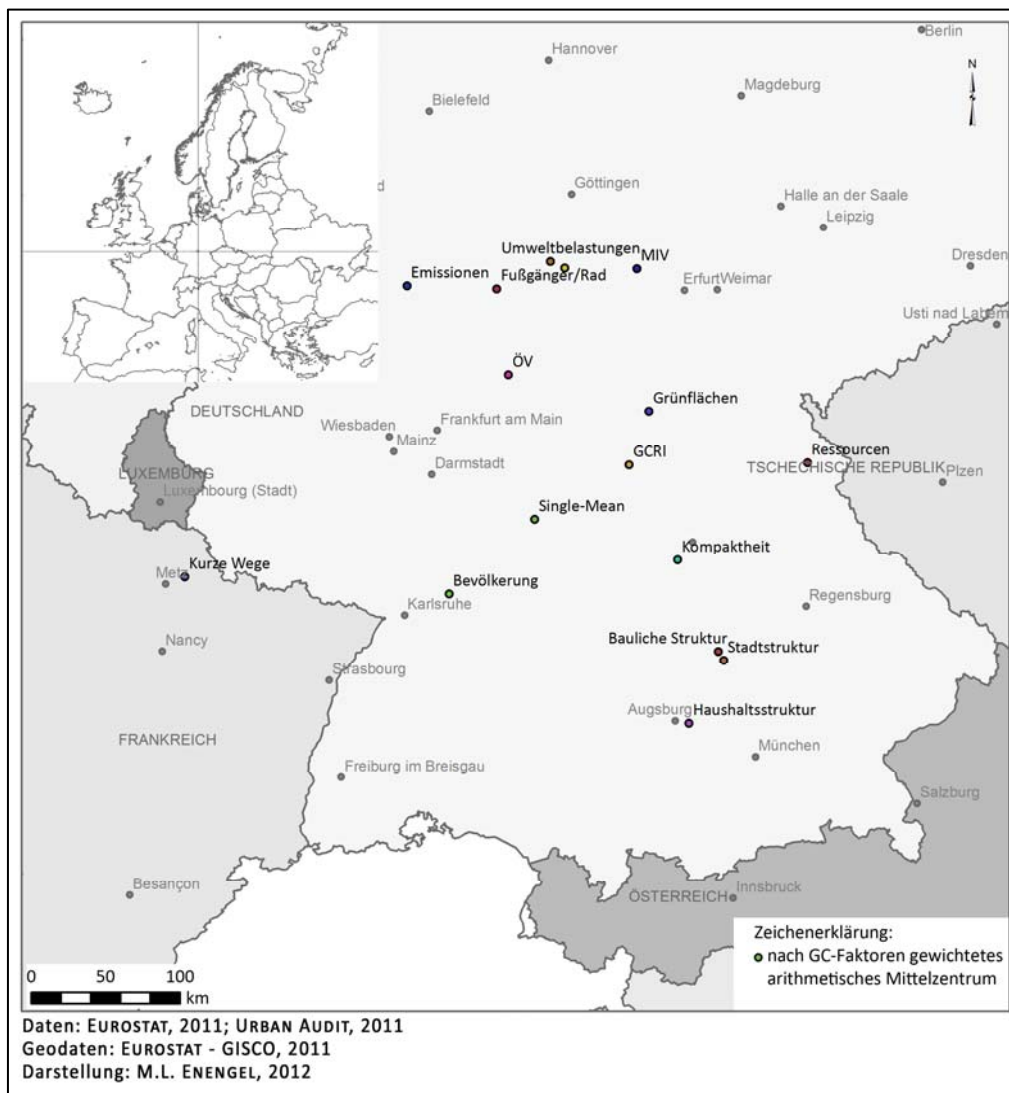 Berlin
Hannover
N
Magdeburg
Bielefeld
d
Göttingen
Halle an der Saale
Leipzig
Umweltbelastungen
MIV
Dresden
Emissionen
Fußgänger/Rad
Erfurt
Weimar
Usti nad Labem
ÖV
DEUTSCHLAND
Grünflächen
Wiesbaden
Frankfurt am Main
Mainz
GCRI
Ressourcen
Darmstadt
TSCHECHISCHE REPUBLIK
LUXEMBURG
Plzen
Luxembourg (Stadt)
Single-Mean
Kompaktheit
Kurze Wege
Metz
Bevölkerung
Regensburg
Karlsruhe
Bauliche Struktur
Nancy
Stadtstruktur
Strasbourg
Augsburg
Haushaltsstruktur
FRANKREICH
München
Freiburg im Breisgau
Salzburg
Besançon
ÖSTERREICH
Innsbruck
Zeichenerklärung:
nach GC-Faktoren gewichtetes
arithmetisches Mittelzentrum
0 50 100
km
Daten: EUROSTAT, 2011; URBAN AUDIT, 2011
Geodaten: EUROSTAT - GISCO, 2011
Darstellung: M.L. ENENGEL, 2012